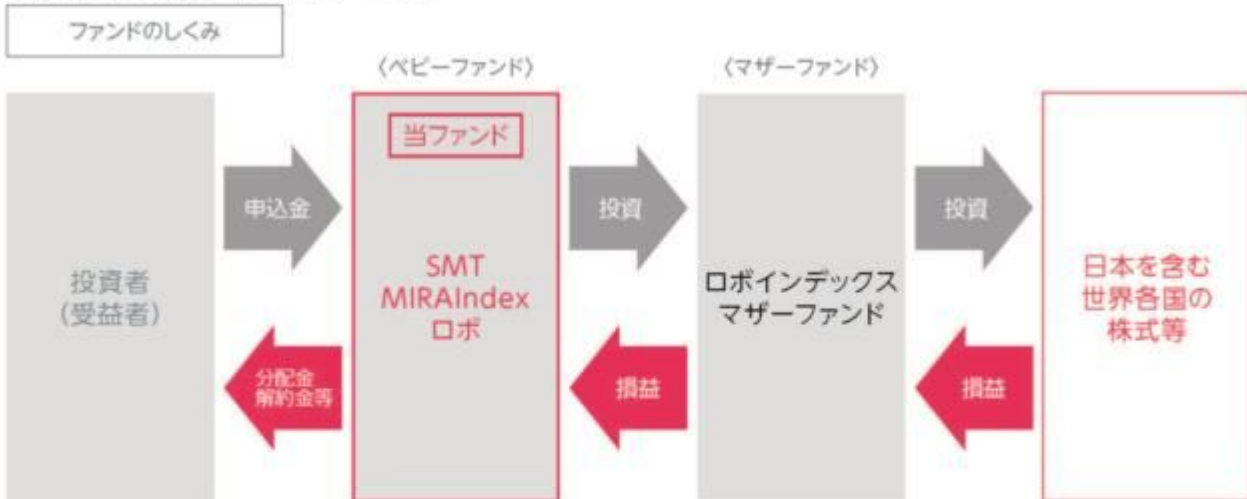 ファンドのしくみ
〈ベビーファンド〉
〈マザーファンド〉
当ファンド
申込金
投資
投資
投資者
(受益者)
SMT
MIRAIndex
ロボ
ロボインデックス
マザーファンド
日本を含む
世界各国の
株式等
分配金
解約金等
損益
損益